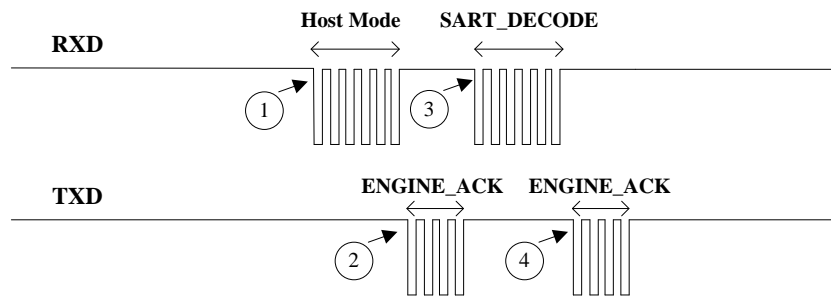 Host Mode SART_DECODE
RXD
1 3
ENGINE_ACK ENGINE_ACK
TXD
2 4